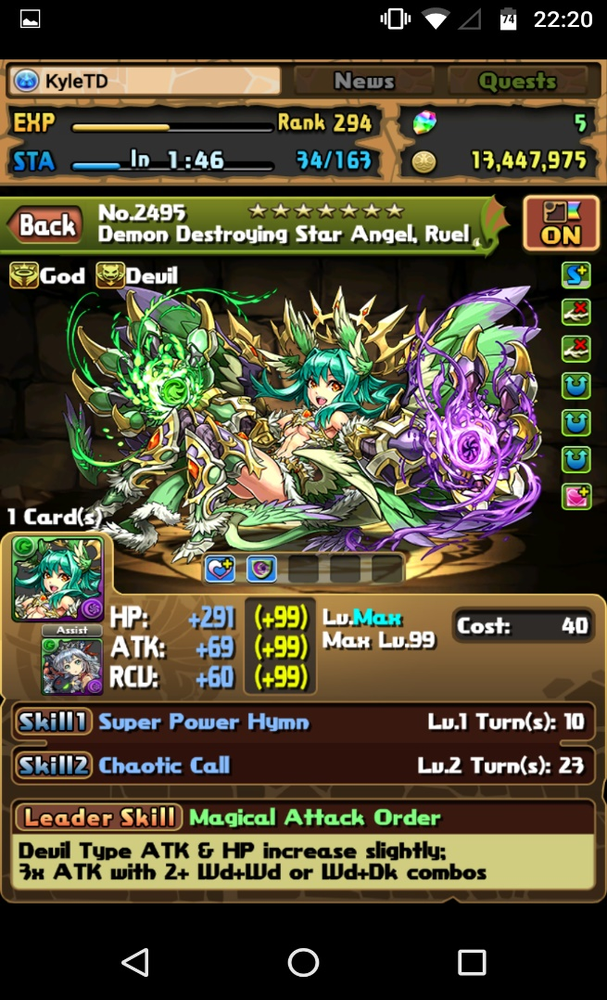 74 22:20
KyleTD News Quests
EXP Rank 294 5
STA In 1:46 34/163 13,447,975
Back No.2495 ★★★★★★★ ON
Demon Destroying Star Angel, Ruel
God Devil
1 Card(s)
HP: +291 (+99) Lv.Max Cost: 40
Assist
ATK: +69 (+99) Max Lv.99
RCV: +60 (+99)
Skill1 Super Power Hymn Lv.1 Turn(s): 10
Skill2 Chaotic Call Lv.2 Turn(s): 23
Leader Skill Magical Attack Order
Devil Type ATK & HP increase slightly;
3x ATK with 2+ Wd+Wd or Wd+Dk combos